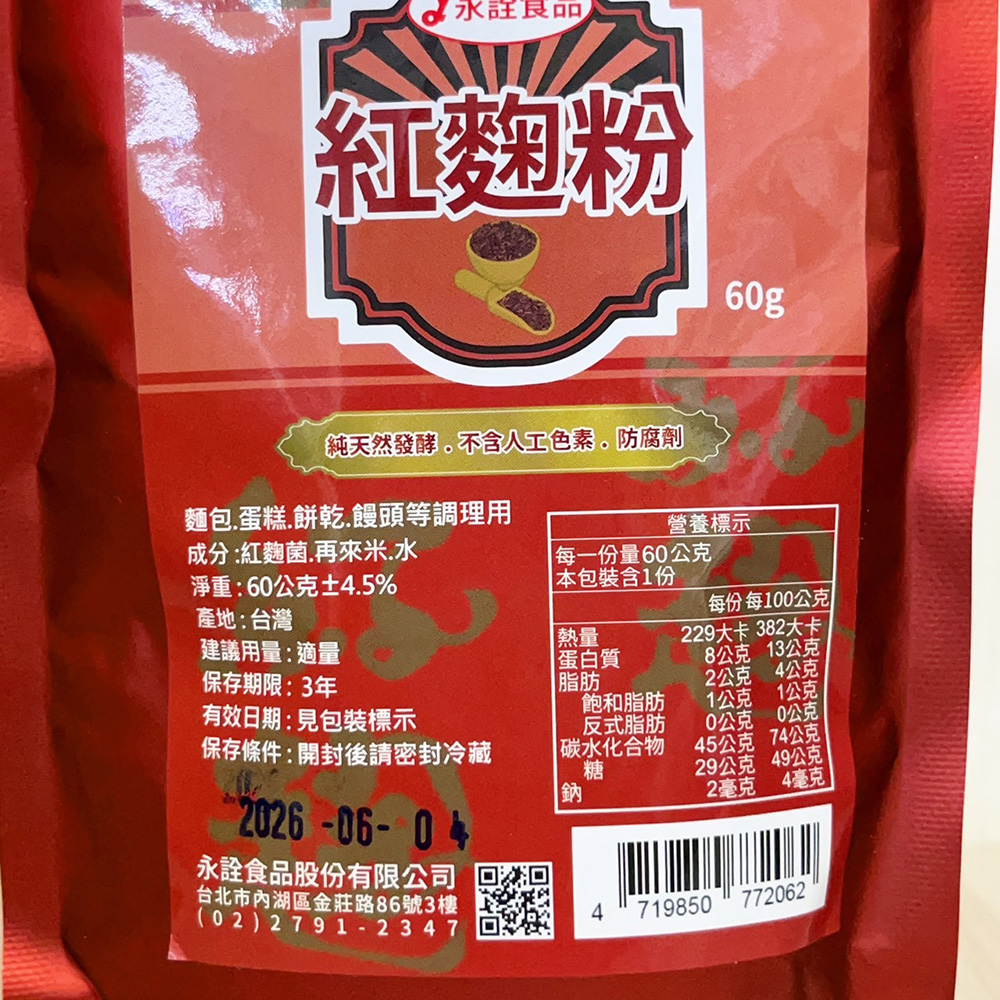 永詮食品
紅麴粉
60g
純天然發酵．不含人工色素．防腐劑
麵包.蛋糕.餅乾.饅頭等調理用
成分:紅麴菌.再來米.水
淨重:60公克±4.5%
產地:台灣
建議用量:適量
保存期限:3年
有效日期:見包裝標示
保存條件:開封後請密封冷藏
2026-06-04
永詮食品股份有限公司
台北市內湖區金莊路86號3樓
(02)2791-2347
營養標示
每一份量60公克
本包裝含1份
每份 每100公克
熱量 229大卡 382大卡
蛋白質 8公克 13公克
脂肪 2公克 4公克
飽和脂肪 1公克 1公克
反式脂肪 0公克 0公克
碳水化合物 45公克 74公克
糖 29公克 49公克
鈉 2毫克 4毫克
4 719850 772062